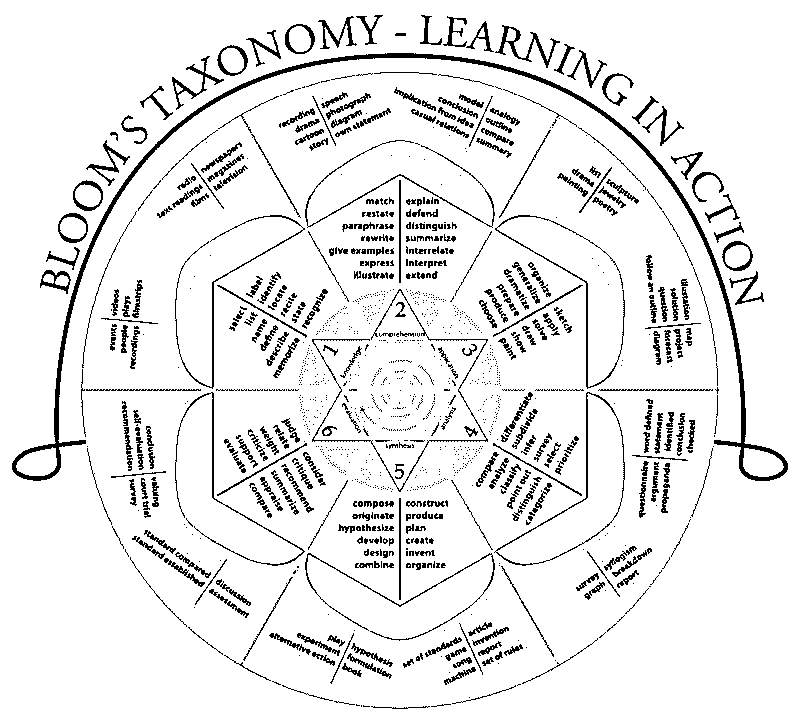 BLOOM'S TAXONOMY - LEARNING IN ACTION
1
knowledge
select
label
list
identify
name
locate
define
recite
describe
state
memorize
recognize
events
videos
people
plays
recordings
filmstrips
radio
newspapers
text readings
magazines
films
television
2
comprehension
match
explain
restate
defend
paraphrase
distinguish
rewrite
summarize
give examples
interrelate
express
interpret
illustrate
extend
recording
speech
drama
photograph
cartoon
diagram
story
own statement
model
analogy
conclusion
outline
implication from idea
compare
casual relations
summary
3
application
organize
sketch
generalize
apply
dramatize
solve
prepare
draw
produce
show
choose
paint
list
sculpture
drama
jewelry
painting
poetry
illustration
map
solution
project
question
forecast
follow an outline
diagram
4
analysis
compare
differentiate
analyze
subdivide
classify
infer
point out
survey
distinguish
select
categorize
prioritize
word defined
statement
identified
conclusion
checked
questionnaire
argument
propaganda
survey
syllogism
graph
breakdown
report
5
synthesis
compose
construct
originate
produce
hypothesize
plan
develop
create
design
invent
combine
organize
set of standards
article
game
invention
song
report
machine
set of rules
play
hypothesis
experiment
formulation
alternative action
book
6
evaluation
judge
consider
relate
critique
weight
recommend
criticize
summarize
support
appraise
evaluate
compare
standard compared
discussion
standard established
assessment
conclusion
self-evaluation
recommendation
valuing
court trial
survey